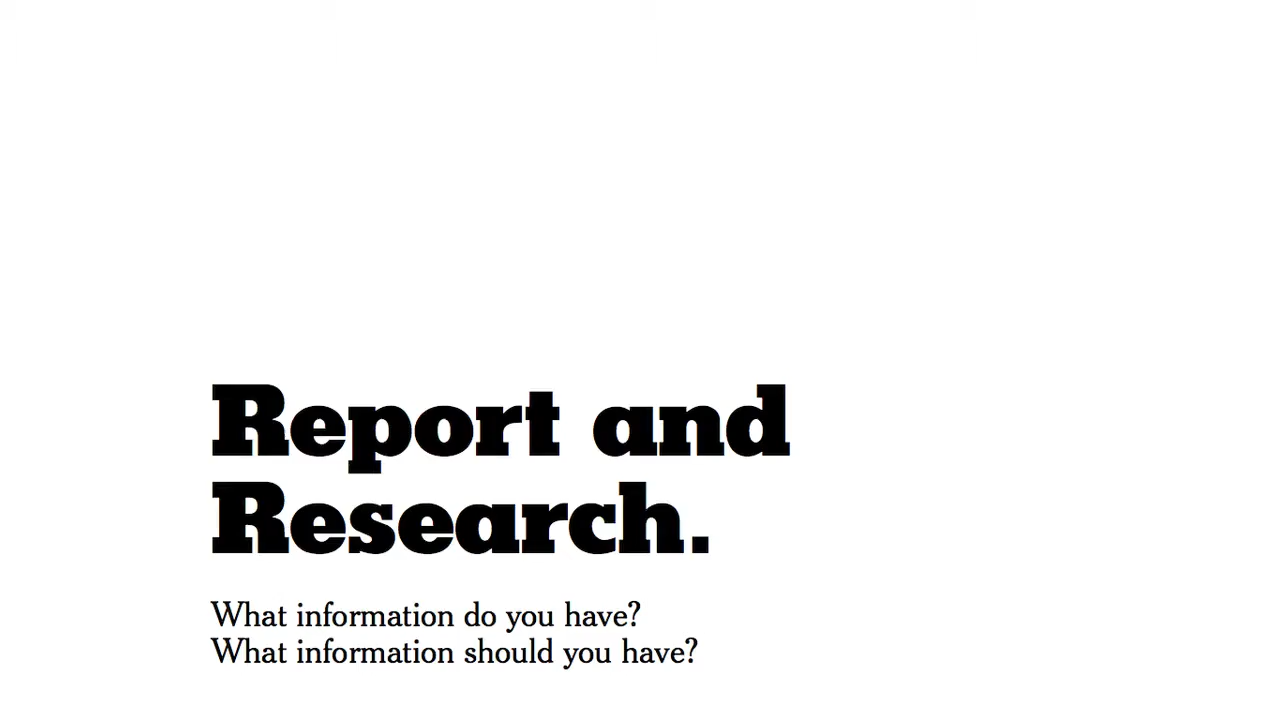 Report and
Research.
What information do you have?
What information should you have?